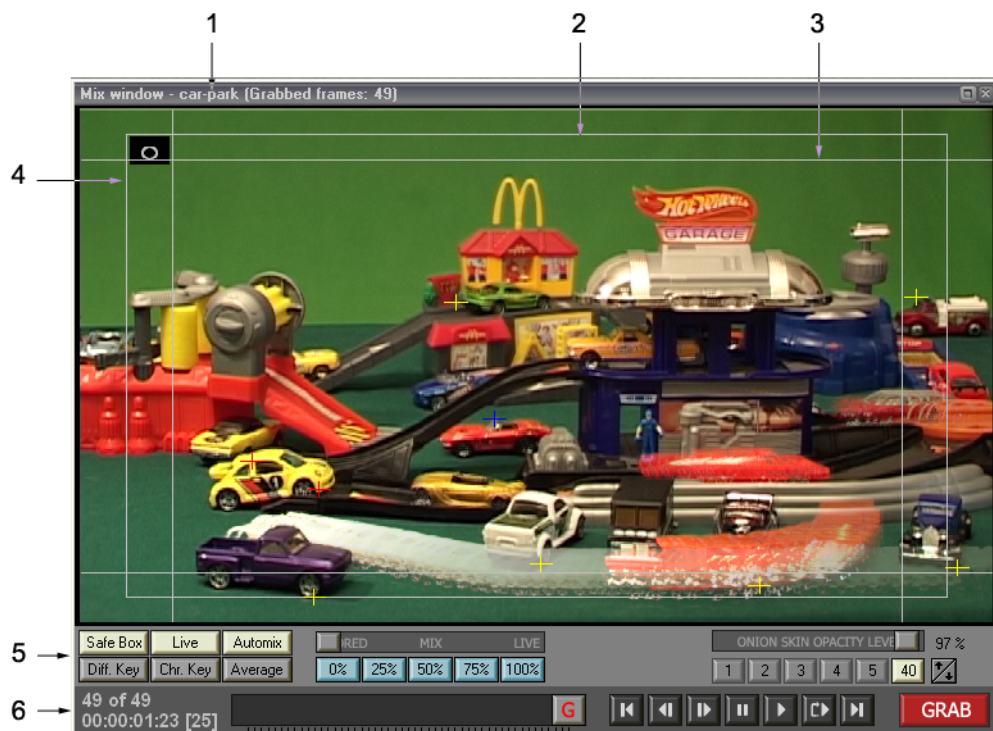 1
2
3
Mix window - car-park (Grabbed frames: 49)
4
HOT WHEELS
GARAGE
5
Safe Box
Live
Automix
RED
MIX
LIVE
ONION SKIN OPACITY LEVE
97 %
Diff. Key
Chr. Key
Average
0%
25%
50%
75%
100%
1
2
3
4
5
40
6
49 of 49
00:00:01:23 [25]
G
GRAB